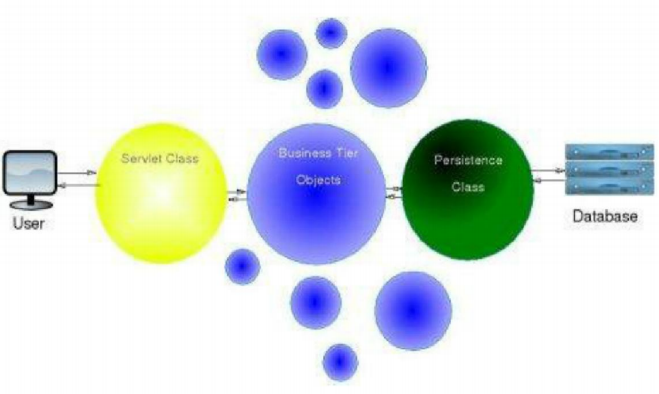 Servlet Class
Business Tier
Objects
Persistence
Class
User
Database